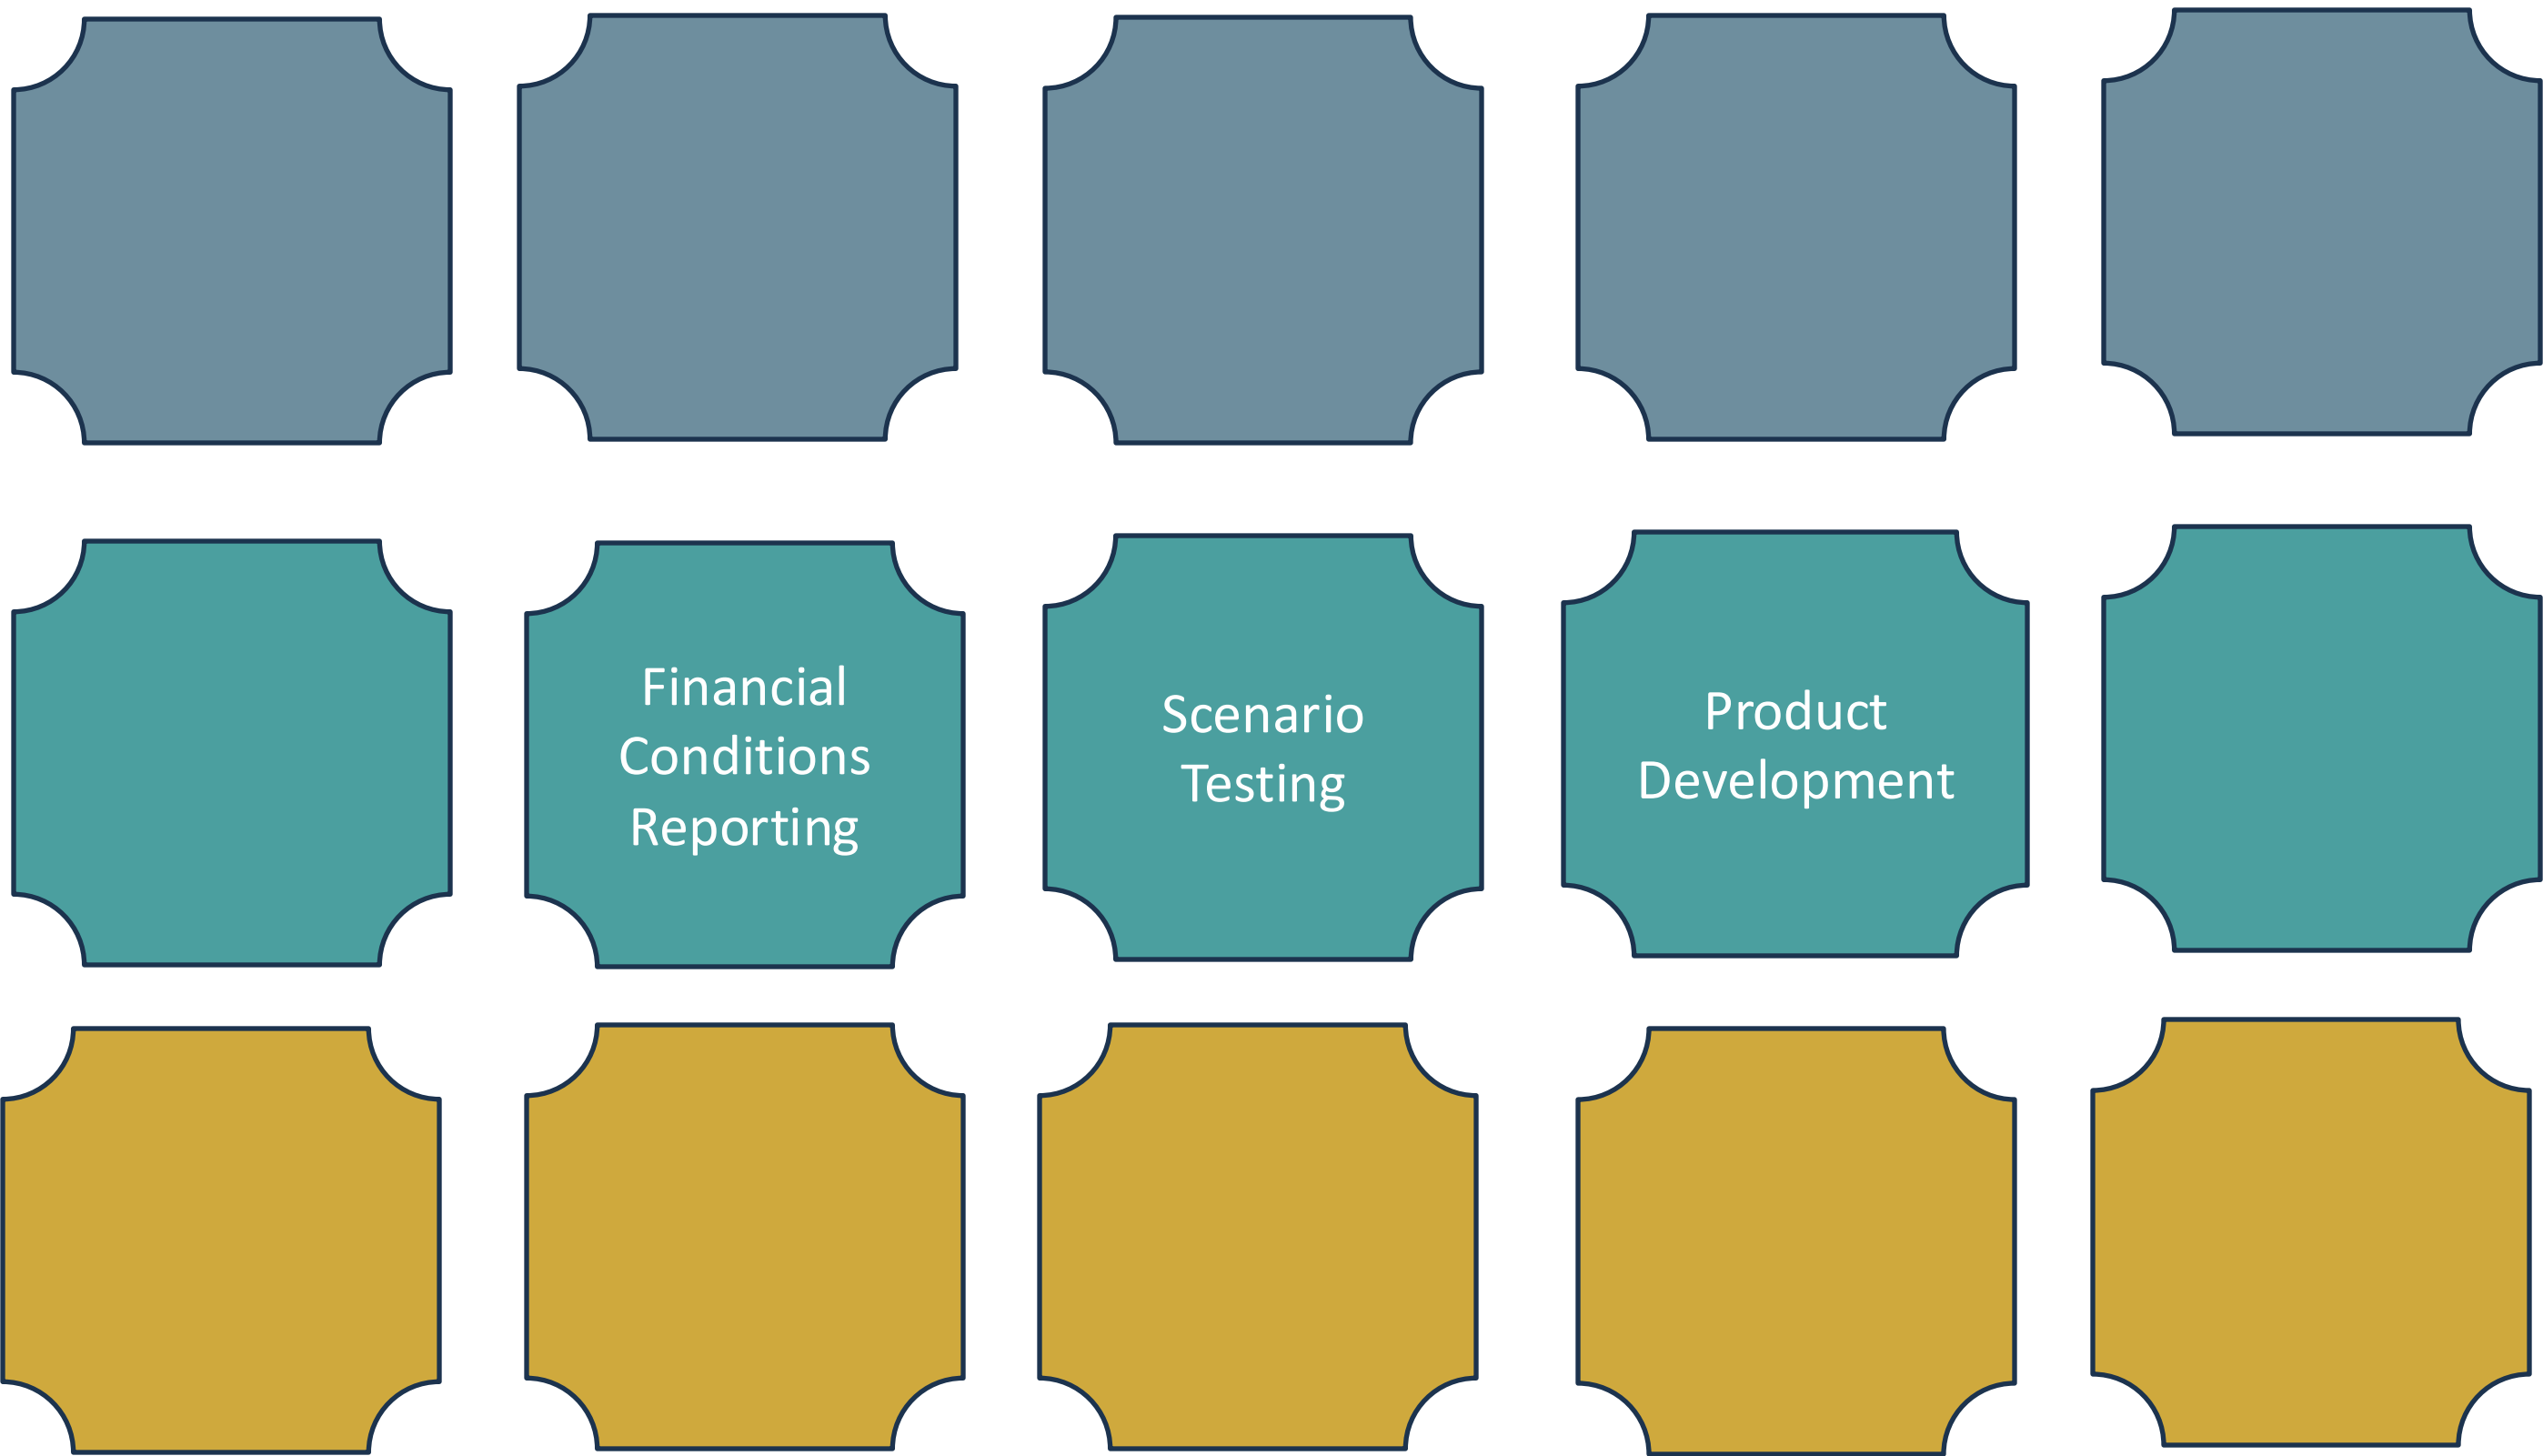 Financial
Conditions
Reporting
Scenario
Testing
Product
Development